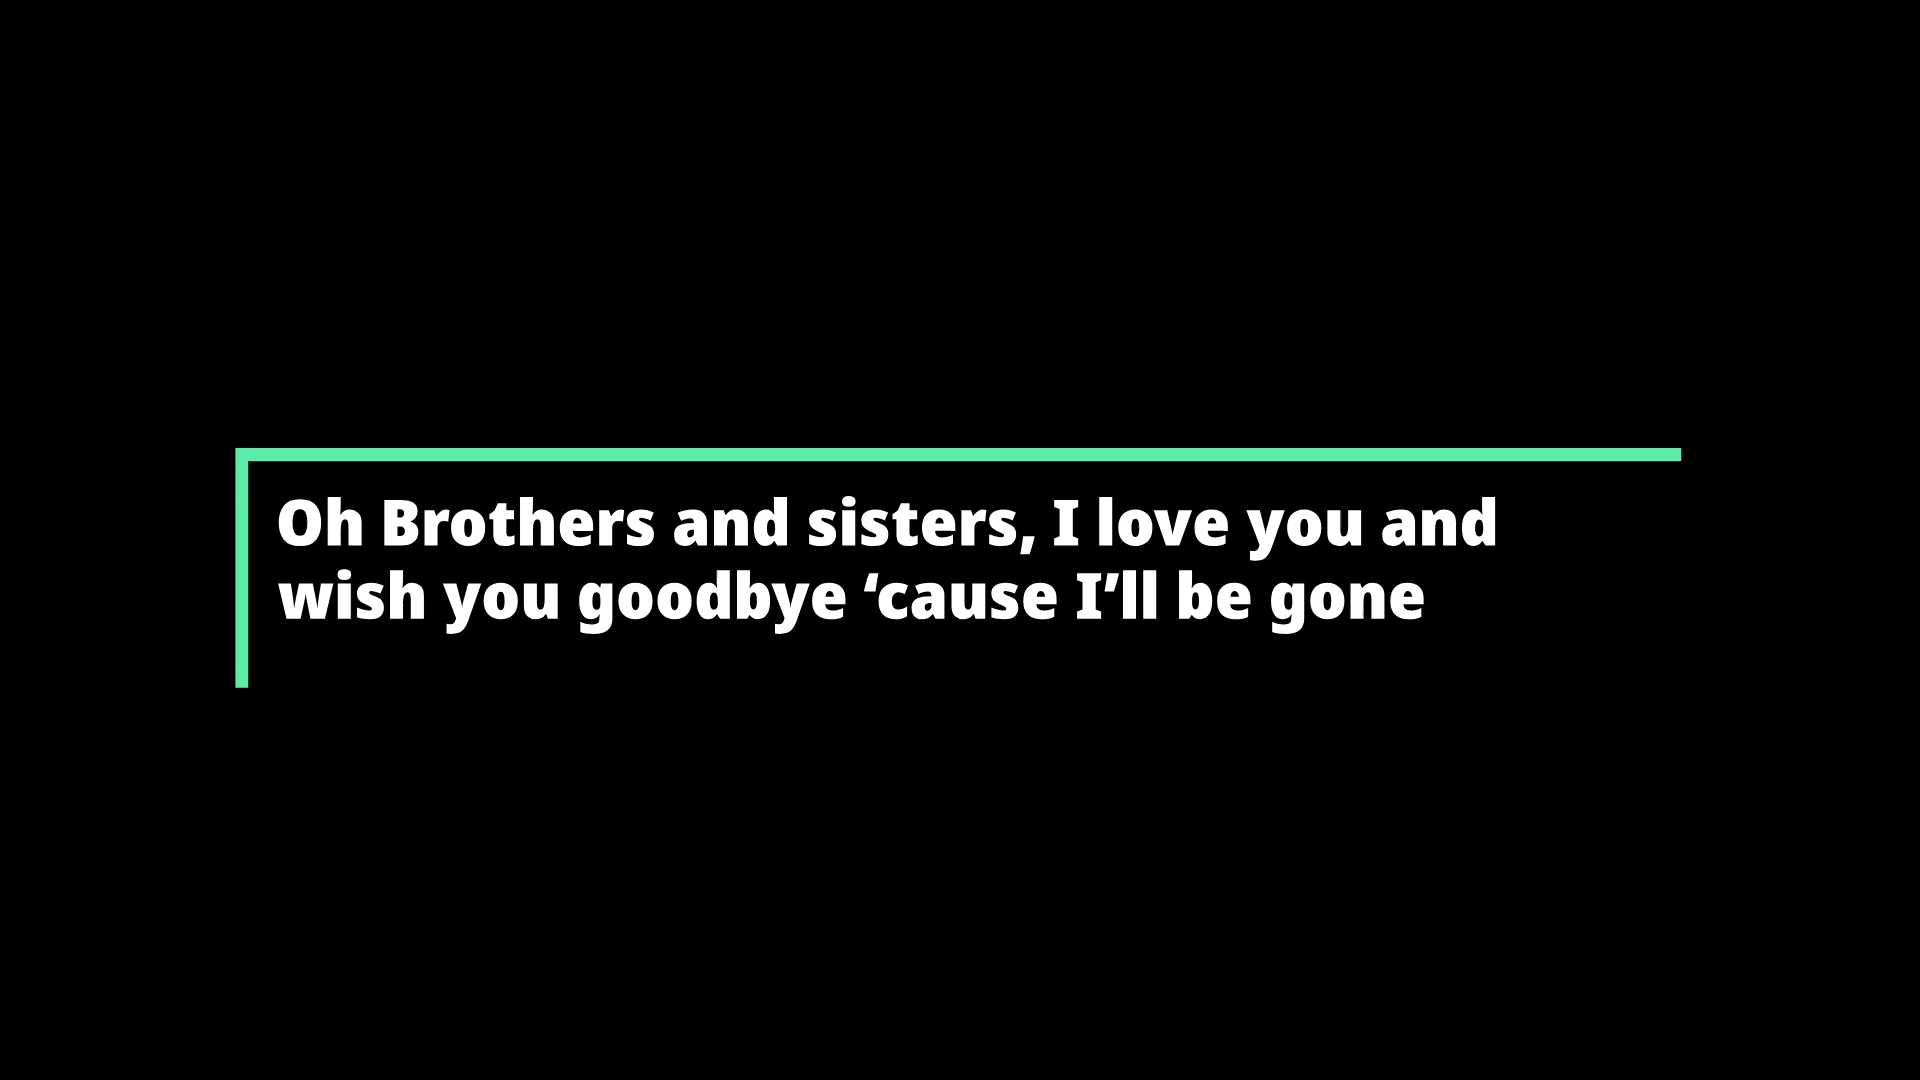 Oh Brothers and sisters, I love you and
wish you goodbye ‘cause I’ll be gone